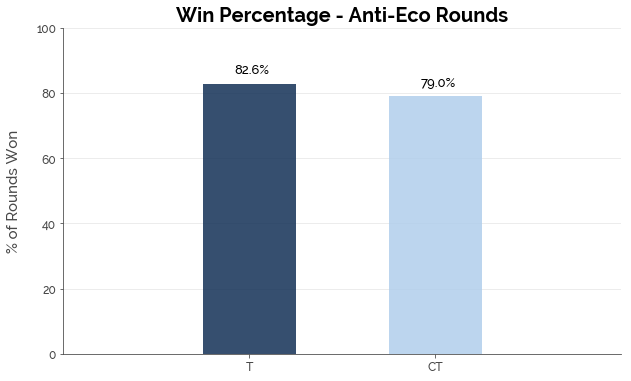 Win Percentage - Anti-Eco Rounds
% of Rounds Won
100
80
60
40
20
0
82.6%
79.0%
T
CT